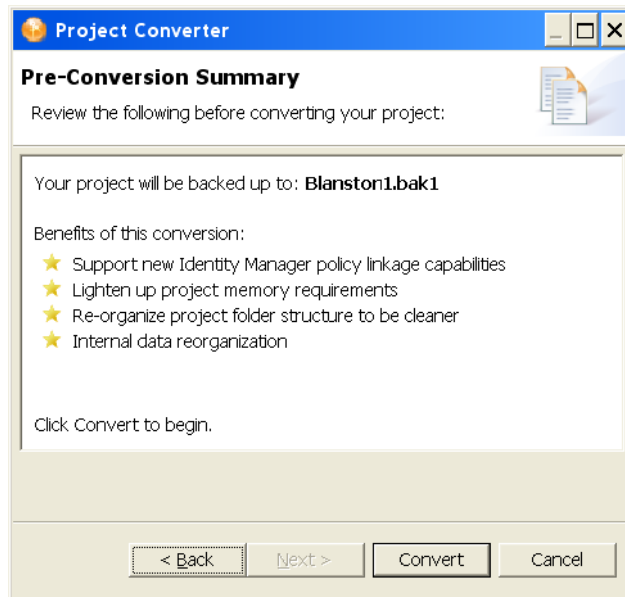 Project Converter
Pre-Conversion Summary
Review the following before converting your project:
Your project will be backed up to: Blanston1.bak1
Benefits of this conversion:
Support new Identity Manager policy linkage capabilities
Lighten up project memory requirements
Re-organize project folder structure to be cleaner
Internal data reorganization
Click Convert to begin.
< Back Next > Convert Cancel